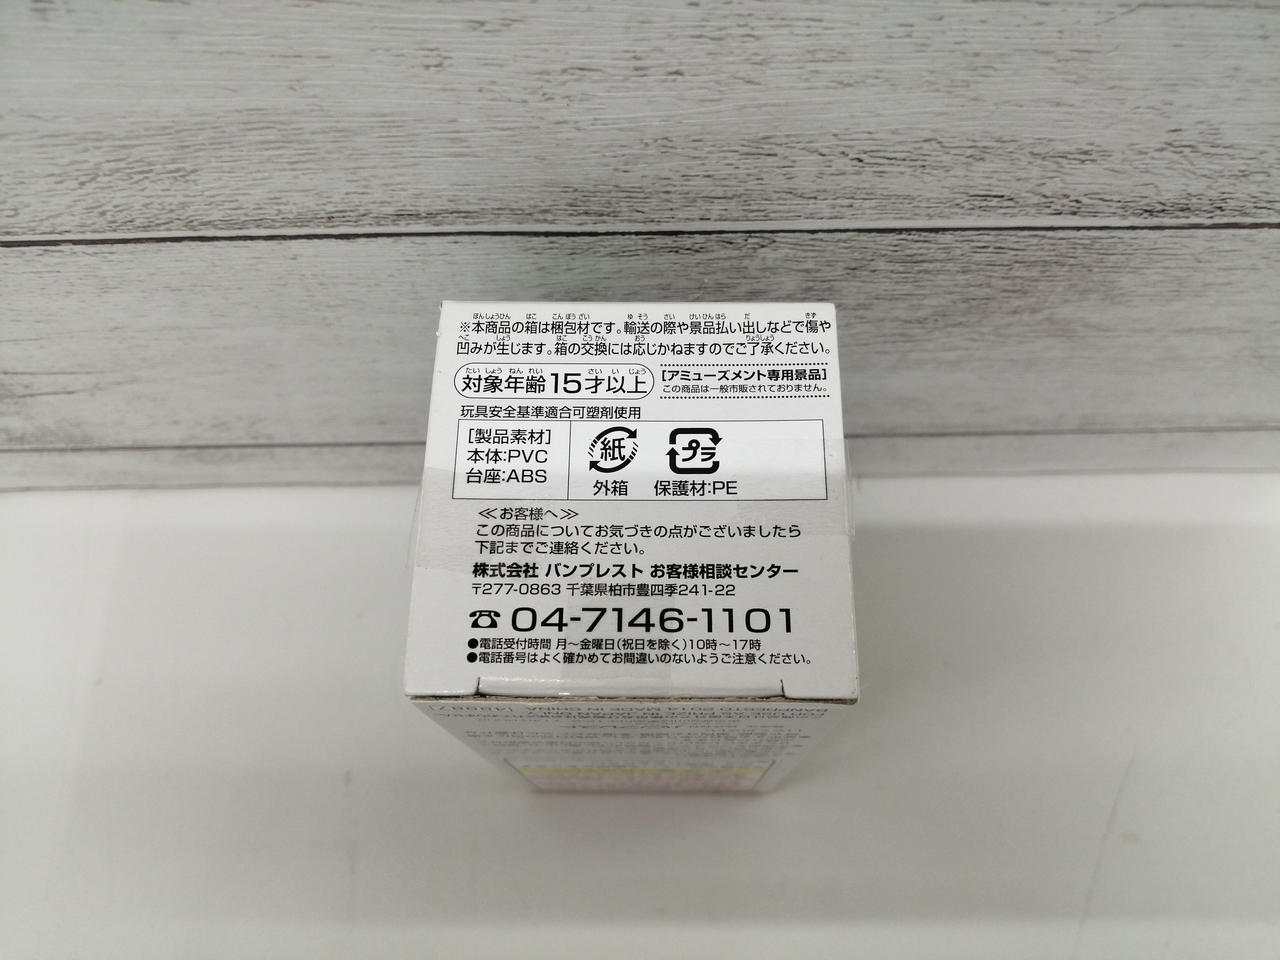 ※本商品の箱は梱包材です。輸送の際や景品払い出しなどで傷や
凹みが生じます。箱の交換には応じかねますのでご了承ください。
対象年齢15才以上
[アミューズメント専用景品]
この商品は一般市販されておりません。
玩具安全基準適合可塑剤使用
[製品素材]
本体:PVC
台座:ABS
紙
外箱
プラ
保護材:PE
≪お客様へ≫
この商品についてお気づきの点がございましたら
下記までご連絡ください。
株式会社 バンプレスト お客様相談センター
〒277-0863 千葉県柏市豊四季241-22
☎04-7146-1101
●電話受付時間 月〜金曜日(祝日を除く)10時〜17時
●電話番号はよく確かめてお間違いのないようご注意ください。